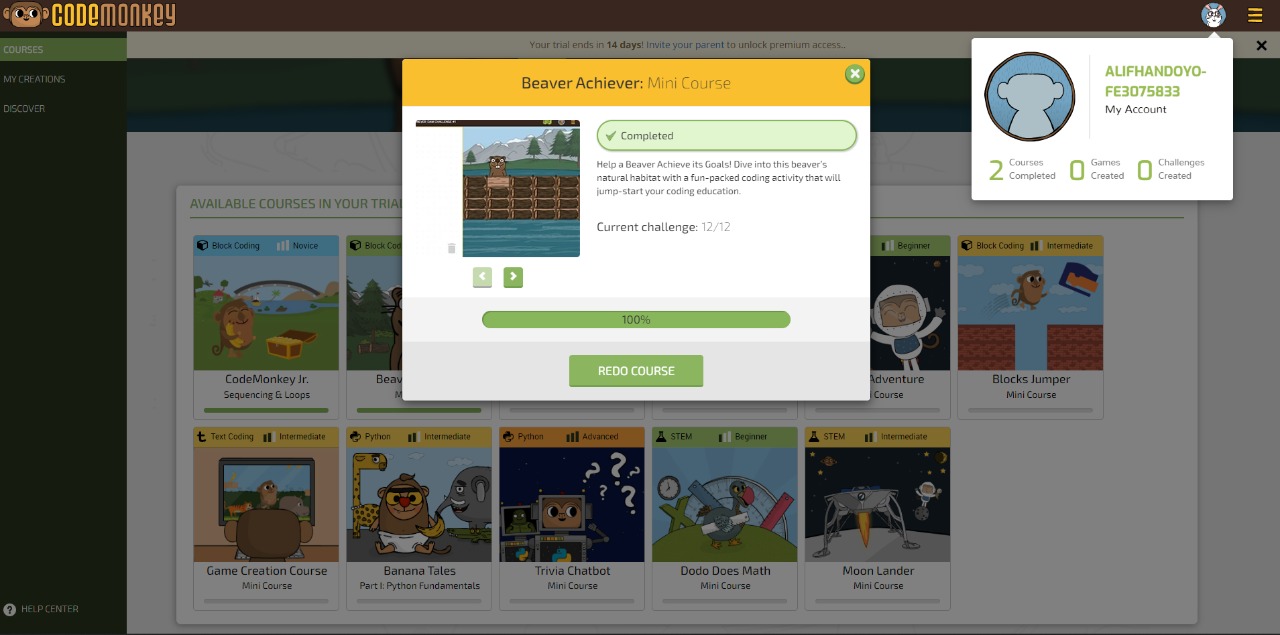 CODEMONKEY
COURSES
MY CREATIONS
DISCOVER
HELP CENTER
Your trial ends in 14 days! Invite your parent to unlock premium access..
ALIFHANDOYO-
FE3075833
My Account
2 Courses Completed
0 Games Created
0 Challenges Created
Beaver Achiever: Mini Course
Completed
Help a Beaver Achieve its Goals! Dive into this beaver's
natural habitat with a fun-packed coding activity that will
jump-start your coding education.
Current challenge: 12/12
100%
REDO COURSE
AVAILABLE COURSES IN YOUR TRIA
Block Coding Novice
CodeMonkey Jr.
Sequencing & Loops
Block Cod
Beav
M
Beginner
Adventure
Course
Block Coding Intermediate
Blocks Jumper
Mini Course
Text Coding Intermediate
Game Creation Course
Mini Course
Python Intermediate
Banana Tales
Part I: Python Fundamentals
Python Advanced
Trivia Chatbot
Mini Course
STEM Beginner
Dodo Does Math
Mini Course
STEM Intermediate
Moon Lander
Mini Course